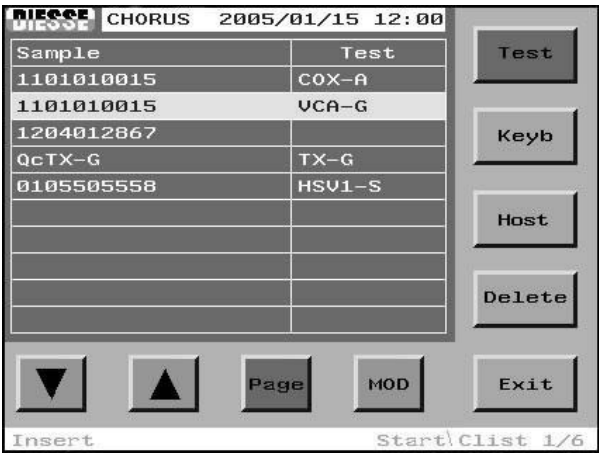 DIESSE CHORUS 2005/01/15 12:00
Sample Test
1101010015 COX-A
1101010015 VCA-G
1204012867
QcTX-G TX-G
0105505558 HSV1-S
Test
Keyb
Host
Delete
Page MOD Exit
Insert Start\Clist 1/6